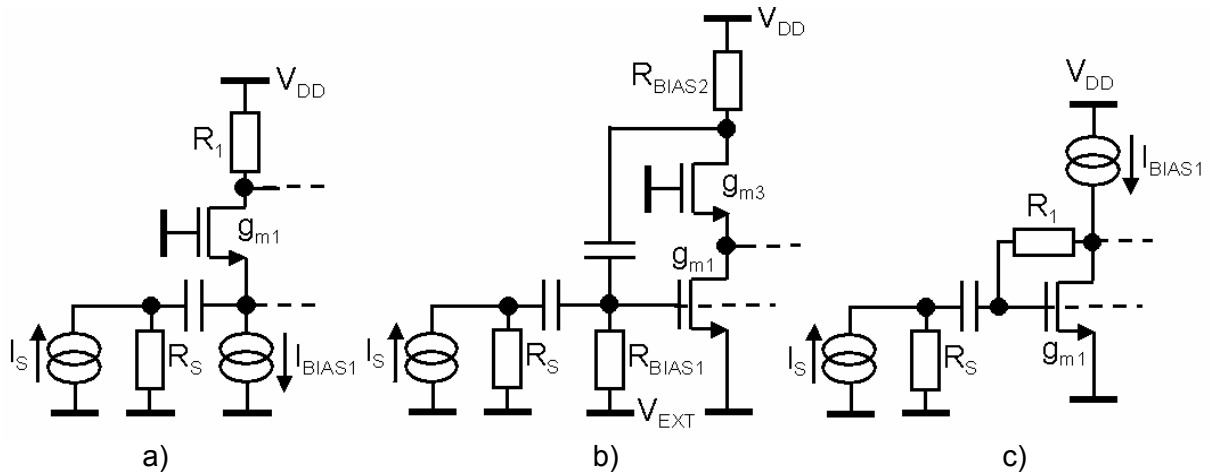 V_DD
R_1
g_m1
I_S
R_S
I_BIAS1
a)
V_DD
R_BIAS2
g_m3
g_m1
I_S
R_S
R_BIAS1
V_EXT
b)
V_DD
I_BIAS1
R_1
I_S
R_S
g_m1
c)